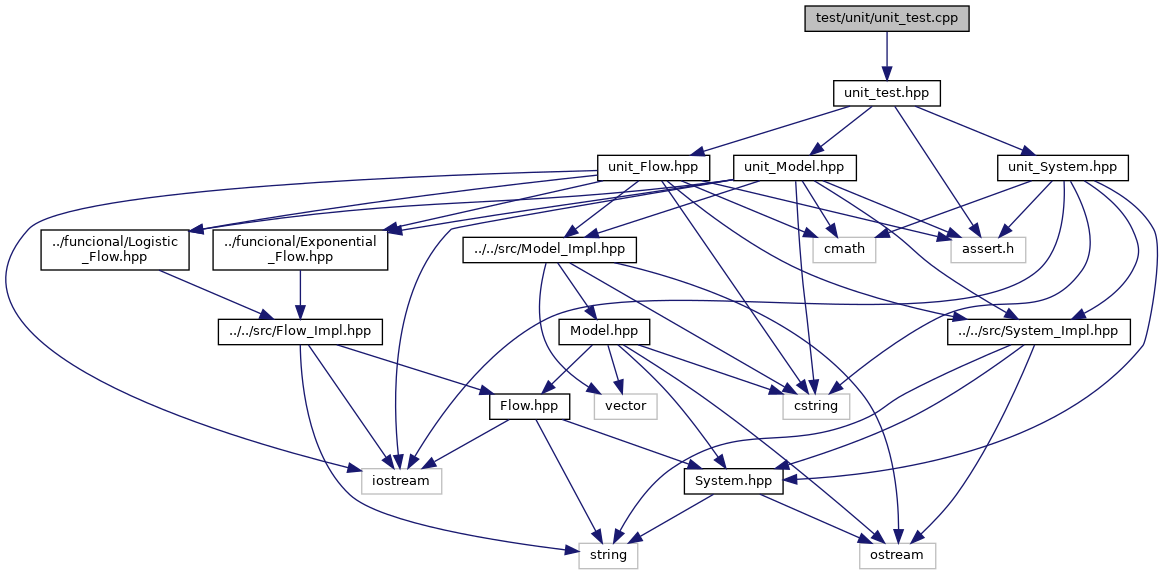 test/unit/unit_test.cpp
unit_test.hpp
unit_Flow.hpp
unit_Model.hpp
unit_System.hpp
../funcional/Logistic
_Flow.hpp
../funcional/Exponential
_Flow.hpp
../../src/Model_Impl.hpp
cmath
assert.h
../../src/Flow_Impl.hpp
Model.hpp
../../src/System_Impl.hpp
Flow.hpp
vector
cstring
iostream
System.hpp
string
ostream